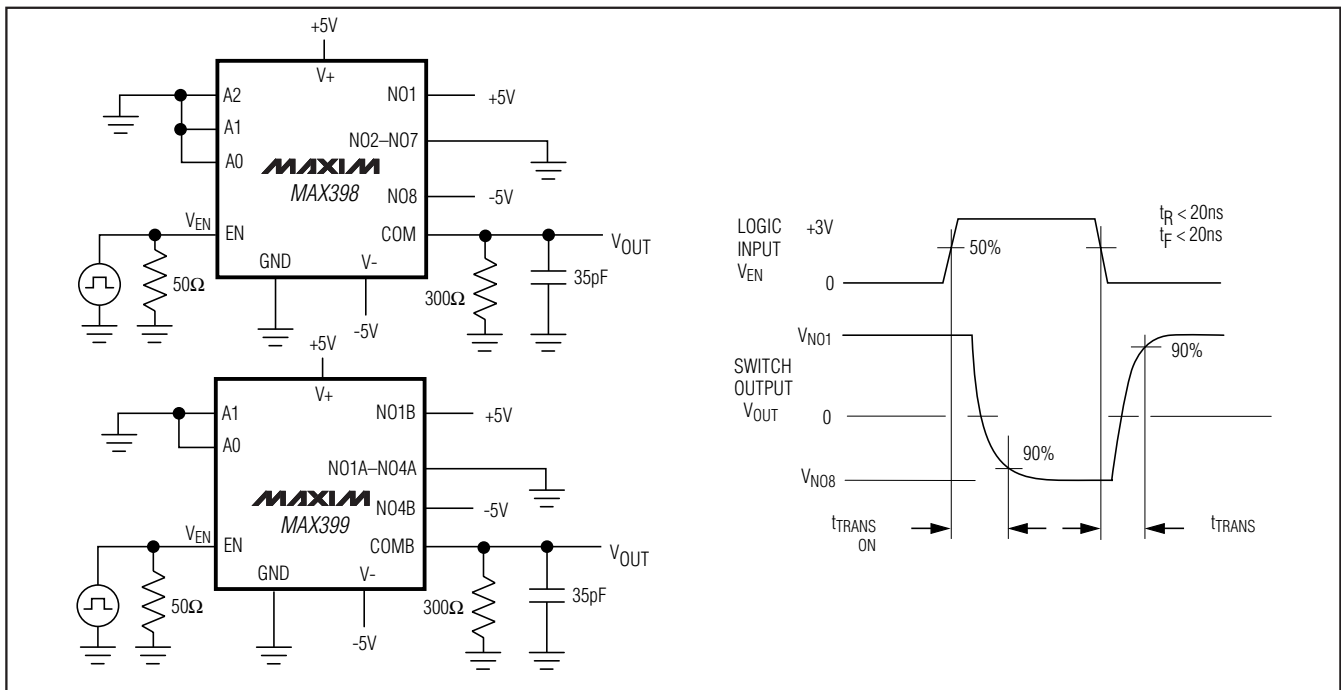 +5V
V+
A2
A1
A0
NO1
+5V
NO2–NO7
MAXIM
MAX398
NO8
-5V
VEN
EN
COM
VOUT
GND
V-
50Ω
300Ω
35pF
-5V
+5V
V+
A1
A0
NO1B
+5V
NO1A–NO4A
MAXIM
MAX399
NO4B
-5V
VEN
EN
COMB
VOUT
GND
V-
50Ω
300Ω
35pF
-5V
LOGIC
INPUT
VEN
+3V
0
50%
tR < 20ns
tF < 20ns
VNO1
SWITCH
OUTPUT
VOUT
0
VNO8
90%
90%
tTRANS
ON
tTRANS